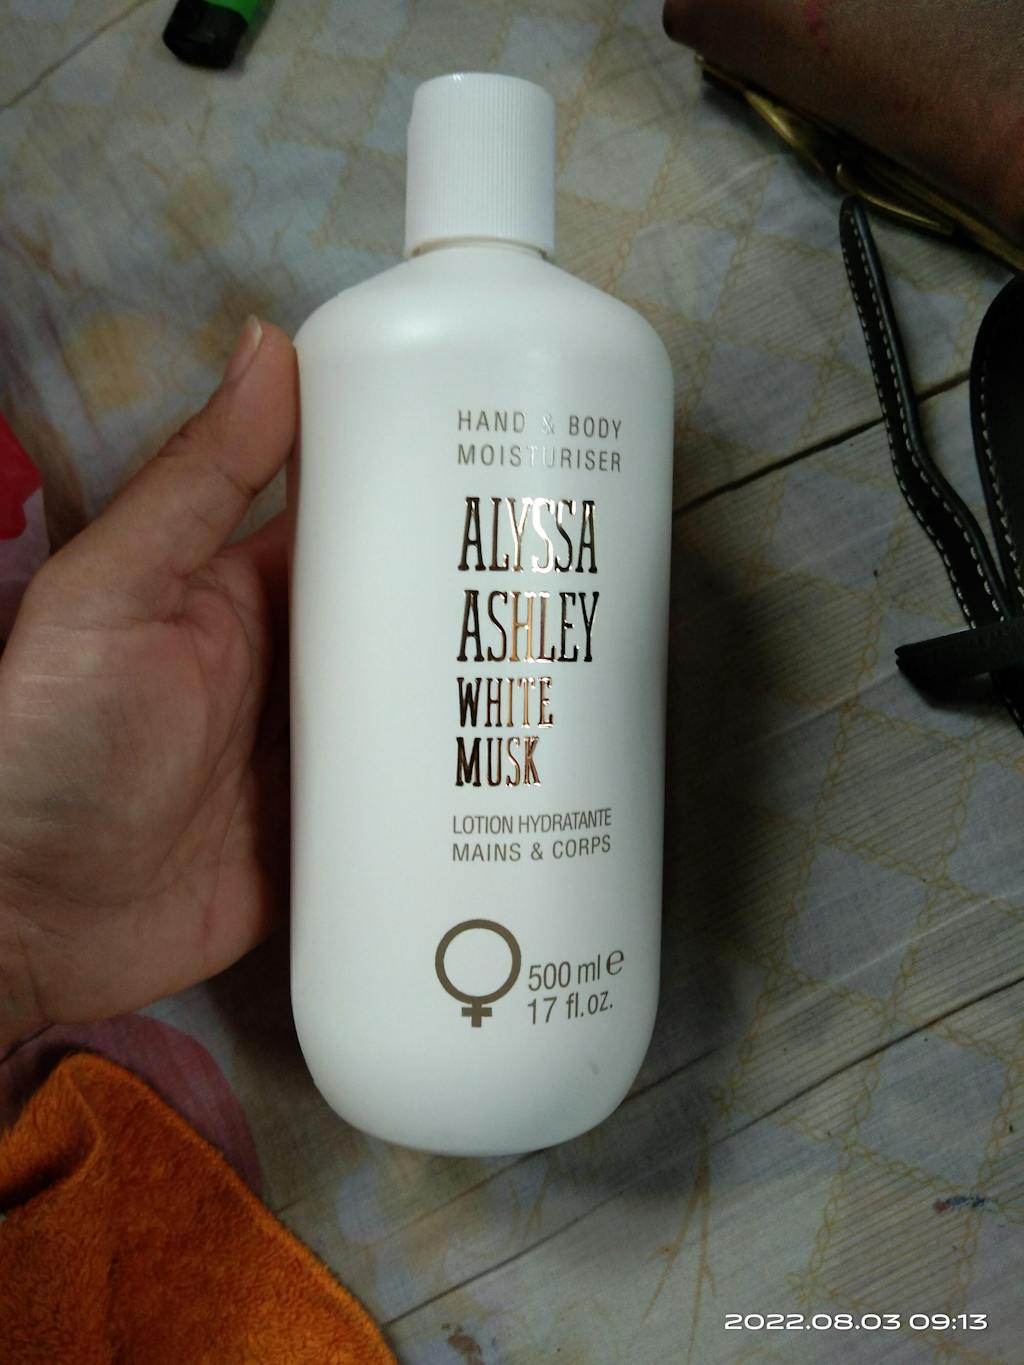 HAND & BODY
MOISTURISER
ALYSSA
ASHLEY
WHITE
MUSK
LOTION HYDRATANTE
MAINS & CORPS
500 ml e
17 fl.oz.
2022.08.03 09:13